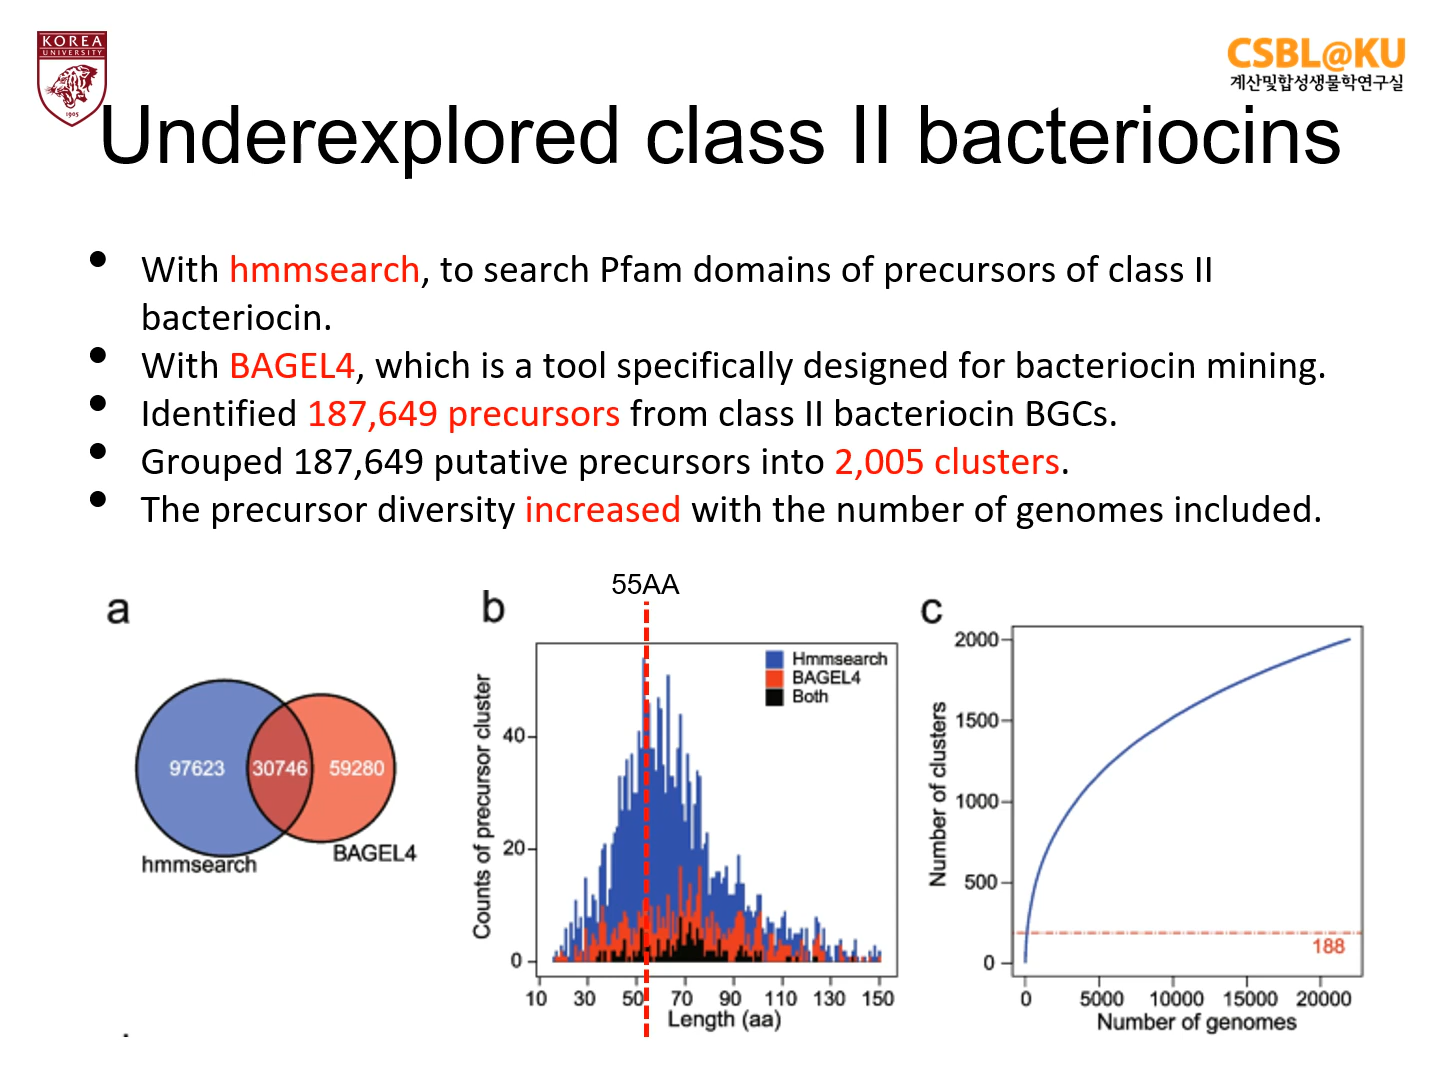 KOREA
UNIVERSITY
1905
CSBL@KU
계산및합성생물학연구실
Underexplored class II bacteriocins
• With hmmsearch, to search Pfam domains of precursors of class II
bacteriocin.
• With BAGEL4, which is a tool specifically designed for bacteriocin mining.
• Identified 187,649 precursors from class II bacteriocin BGCs.
• Grouped 187,649 putative precursors into 2,005 clusters.
• The precursor diversity increased with the number of genomes included.
a
97623
30746
59280
hmmsearch
BAGEL4
b
55AA
Hmmsearch
BAGEL4
Both
Counts of precursor cluster
40
20
0
10 30 50 70 90 110 130 150
Length (aa)
c
Number of clusters
2000
1500
1000
500
0
188
0 5000 10000 15000 20000
Number of genomes